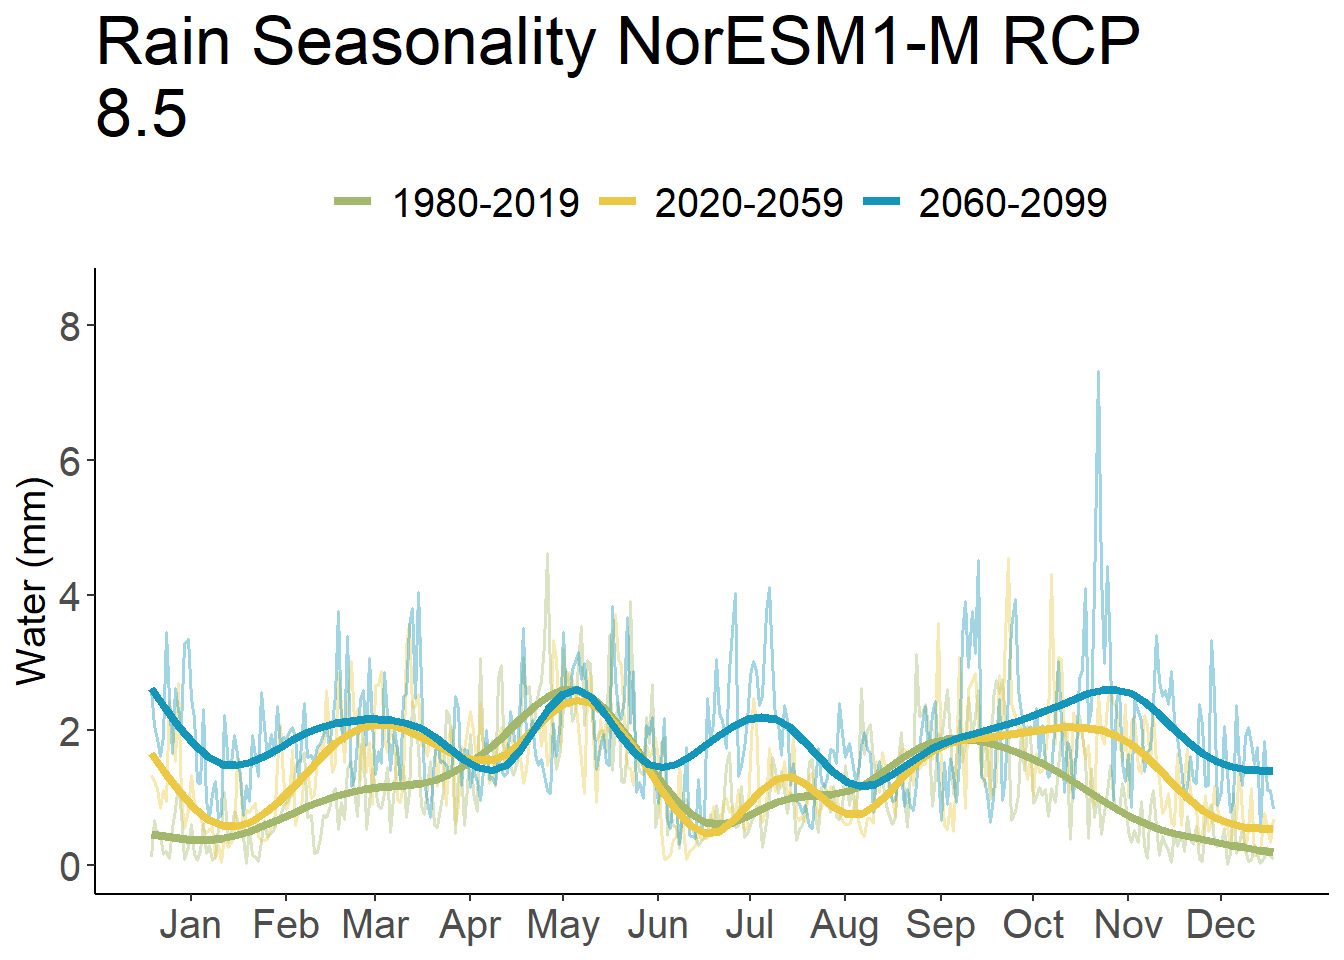 Rain Seasonality NorESM1-M RCP
8.5
1980-2019 2020-2059 2060-2099
8
6
4
2
0
Water (mm)
Jan Feb Mar Apr May Jun Jul Aug Sep Oct Nov Dec